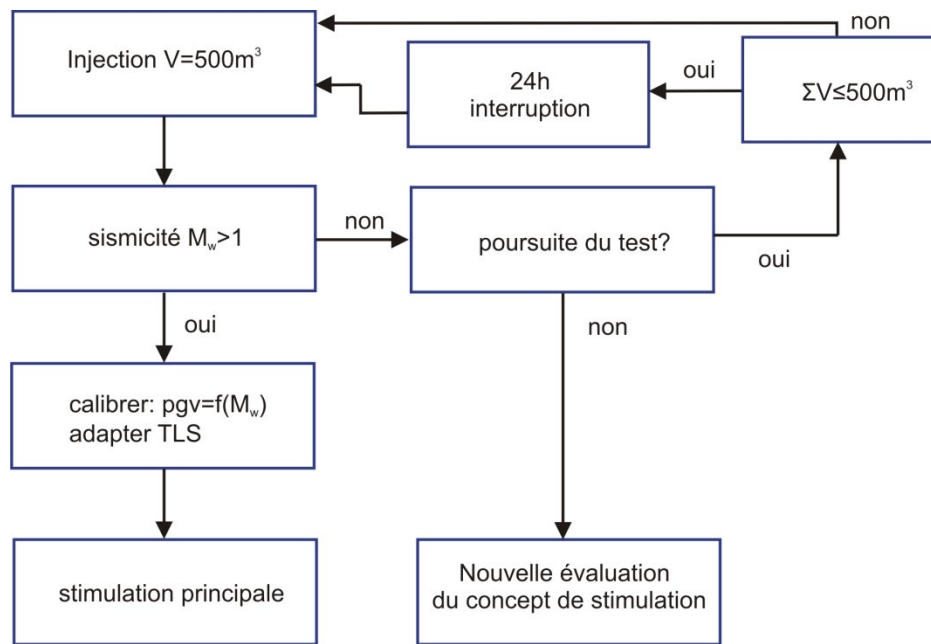 Injection V=500m³
24h
interruption
oui
non
ΣV≤500m³
sismicité Mw>1
non
poursuite du test?
oui
oui
non
calibrer: pgv=f(Mw)
adapter TLS
stimulation principale
Nouvelle évaluation
du concept de stimulation